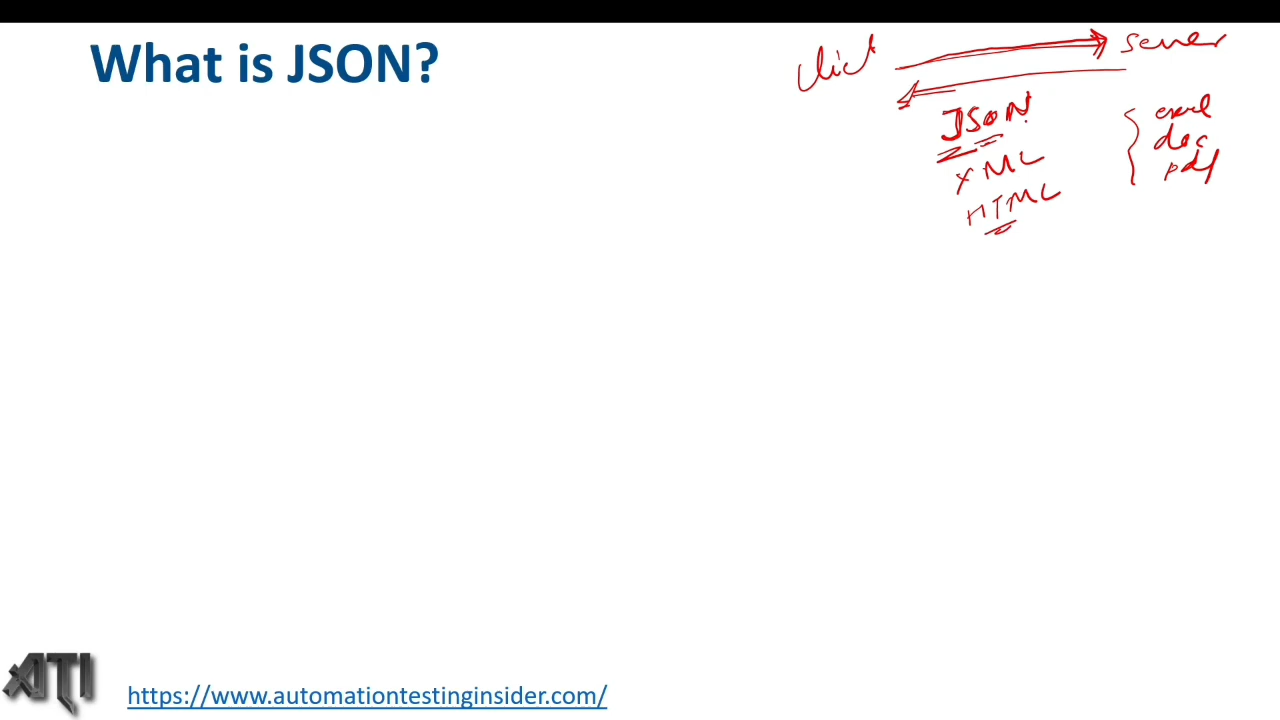 What is JSON?
client
server
JSON
XML
HTML
excel
doc
pdf
ATI
https://www.automationtestinginsider.com/